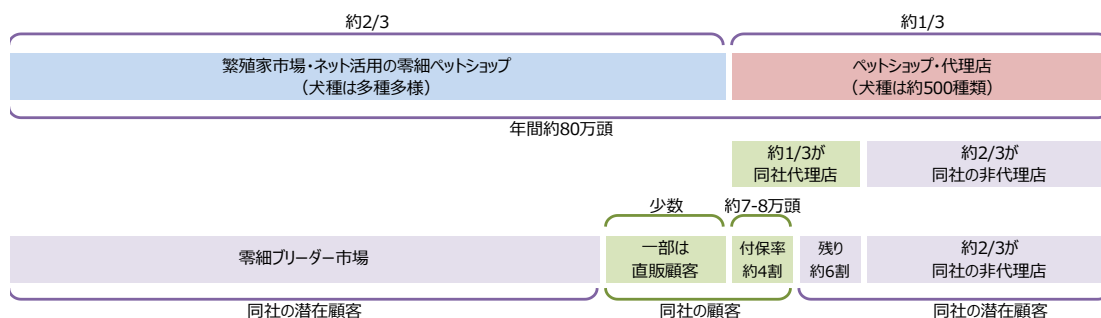 約2/3
約1/3
繁殖家市場・ネット活用の零細ペットショップ
（犬種は多種多様）
ペットショップ・代理店
（犬種は約500種類）
年間約80万頭
約1/3が
同社代理店
約2/3が
同社の非代理店
少数
約7-8万頭
零細ブリーダー市場
一部は
直販顧客
付保率
約4割
残り
約6割
約2/3が
同社の非代理店
同社の潜在顧客
同社の顧客
同社の潜在顧客